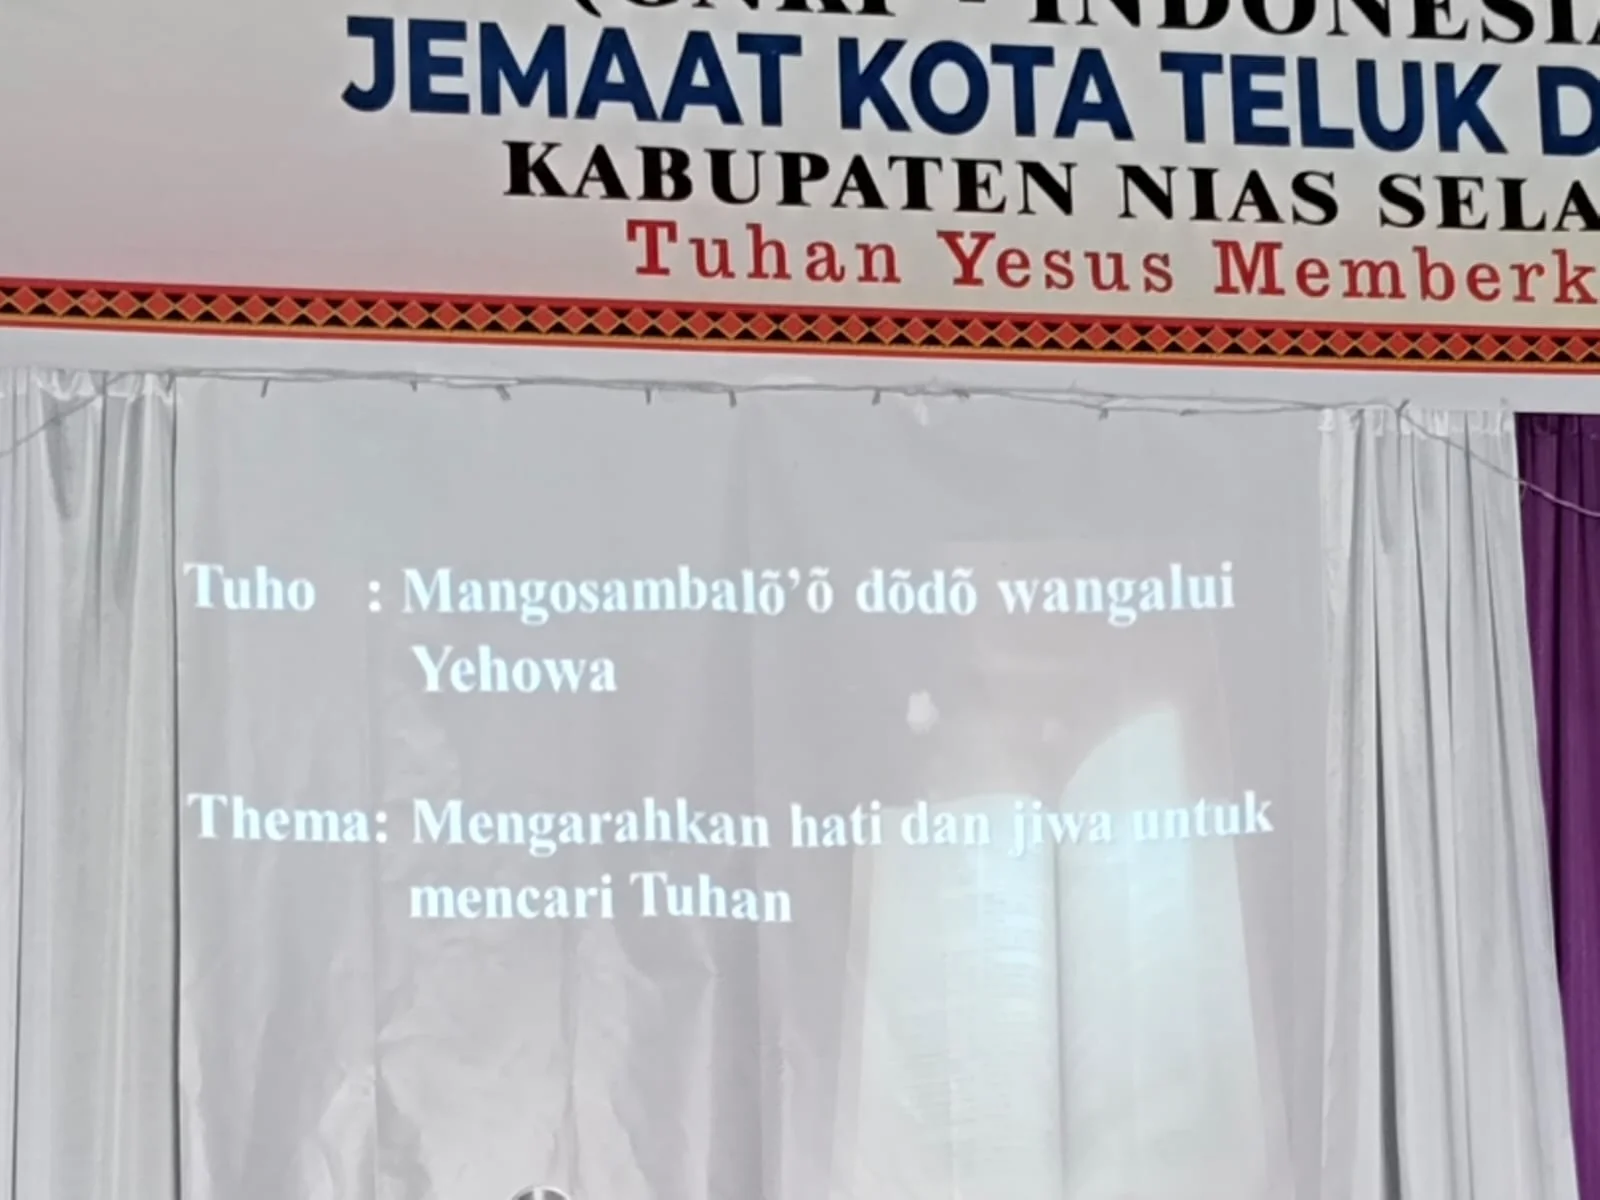 - INDONESIA
JEMAAT KOTA TELUK D
KABUPATEN NIAS SELA
Tuhan Yesus Memberk
Tuho : Mangosambalõ’õ dõdõ wangalui
Yehowa
Thema: Mengarahkan hati dan jiwa untuk
mencari Tuhan